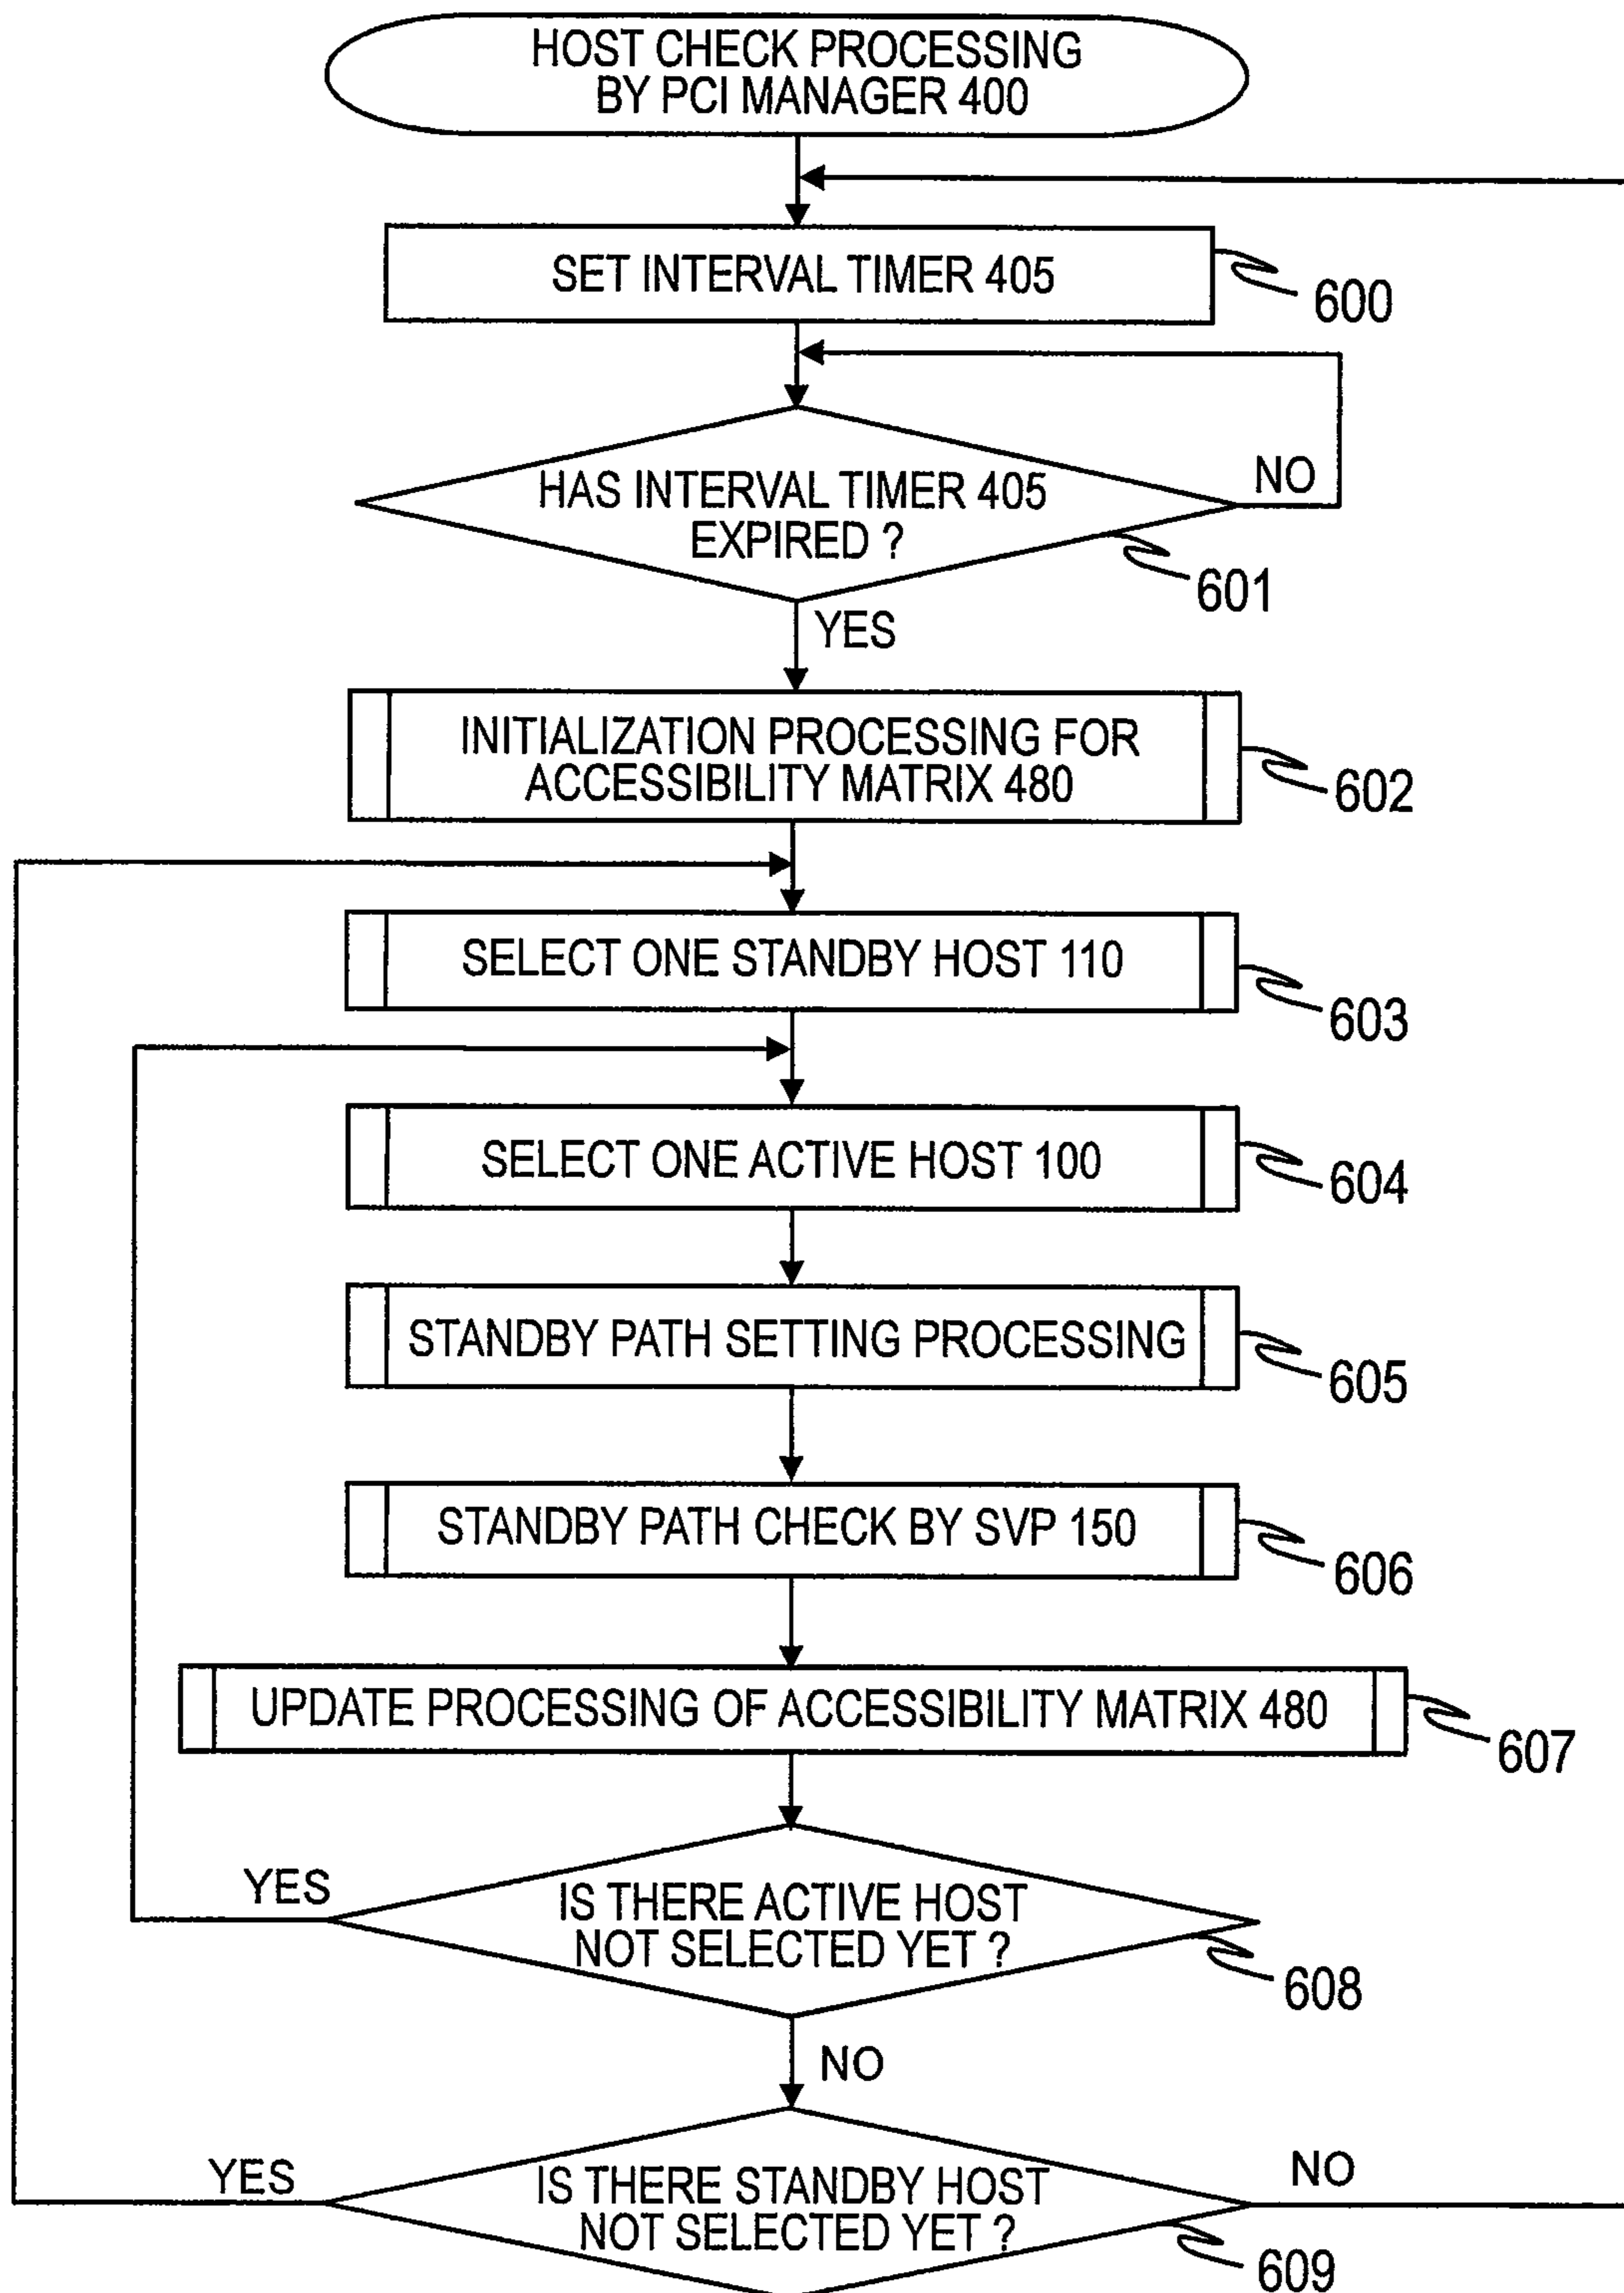 HOST CHECK PROCESSING
BY PCI MANAGER 400
SET INTERVAL TIMER 405
600
HAS INTERVAL TIMER 405
EXPIRED ?
NO
601
YES
INITIALIZATION PROCESSING FOR
ACCESSIBILITY MATRIX 480
602
SELECT ONE STANDBY HOST 110
603
SELECT ONE ACTIVE HOST 100
604
STANDBY PATH SETTING PROCESSING
605
STANDBY PATH CHECK BY SVP 150
606
UPDATE PROCESSING OF ACCESSIBILITY MATRIX 480
607
YES
IS THERE ACTIVE HOST
NOT SELECTED YET ?
608
NO
YES
IS THERE STANDBY HOST
NOT SELECTED YET ?
NO
609